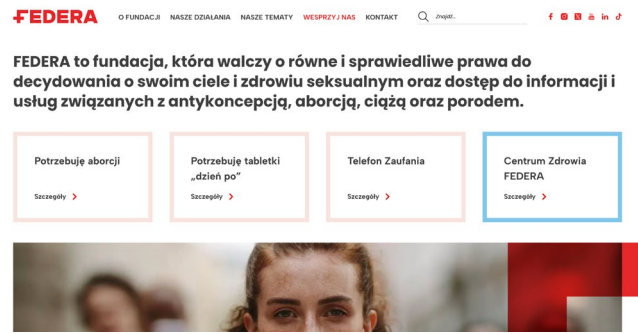 FEDERA
O FUNDACJI NASZE DZIAŁANIA NASZE TEMATY WESPRZYJ NAS KONTAKT Znajdź..
FEDERA to fundacja, która walczy o równe i sprawiedliwe prawa do
decydowania o swoim ciele i zdrowiu seksualnym oraz dostęp do informacji i
usług związanych z antykoncepcją, aborcją, ciążą oraz porodem.
Potrzebuję aborcji
Szczegóły
Potrzebuję tabletki
„dzień po”
Szczegóły
Telefon Zaufania
Szczegóły
Centrum Zdrowia
FEDERA
Szczegóły